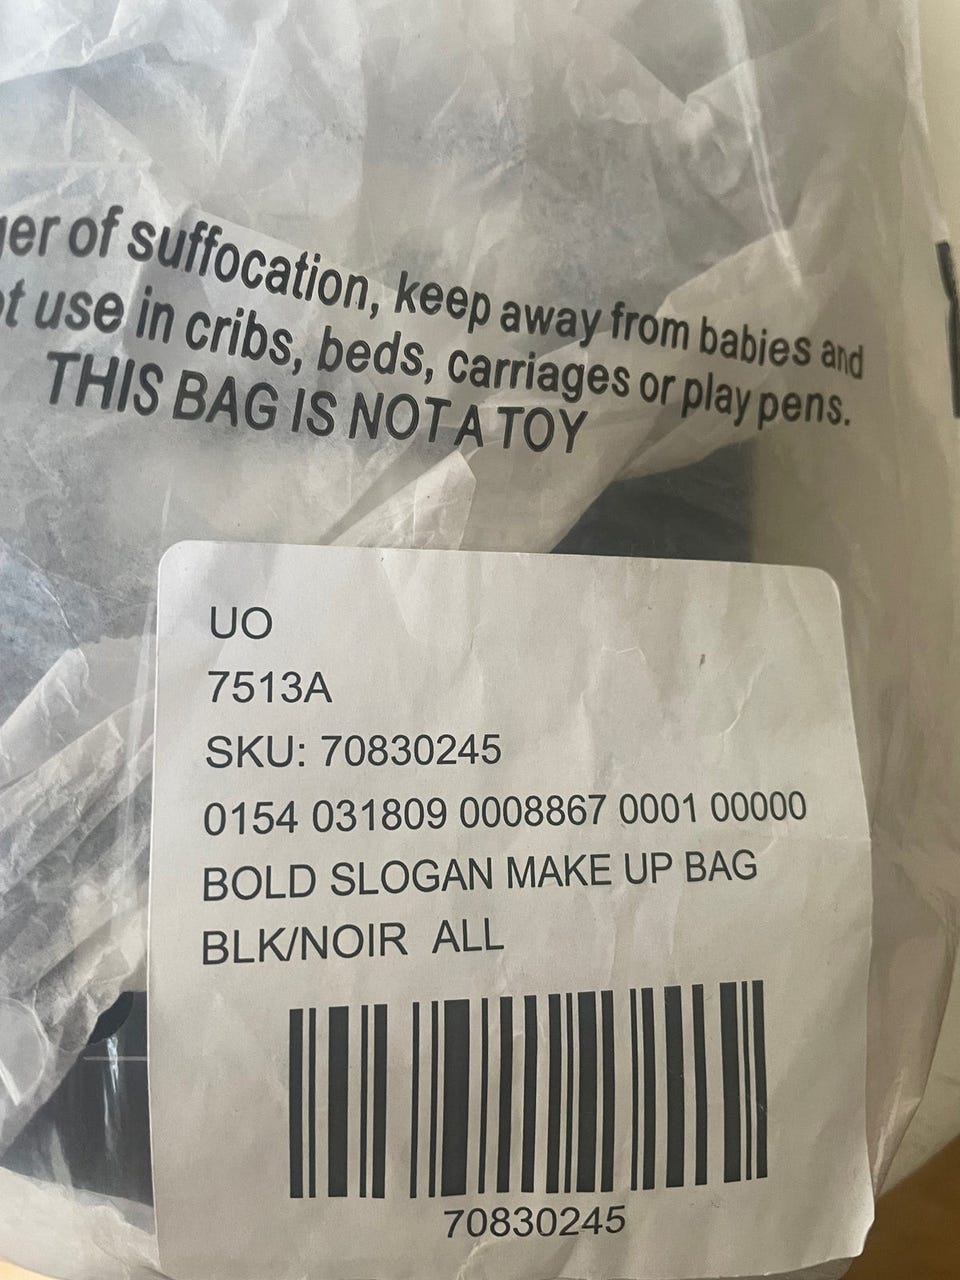 of suffocation, keep away from babies and
use in cribs, beds, carriages or play pens.
THIS BAG IS NOT A TOY
UO
7513A
SKU: 70830245
0154 031809 0008867 0001 00000
BOLD SLOGAN MAKE UP BAG
BLK/NOIR ALL
70830245